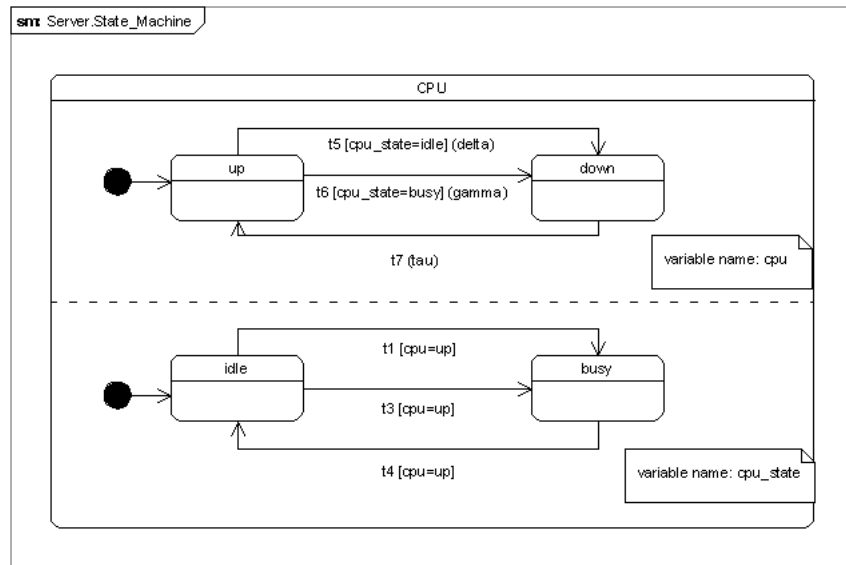 sm Server.State_Machine
CPU
t5 [cpu_state=idle] (delta)
up
down
t6 [cpu_state=busy] (gamma)
t7 (tau)
variable name: cpu
t1 [cpu=up]
idle
busy
t3 [cpu=up]
t4 [cpu=up]
variable name: cpu_state